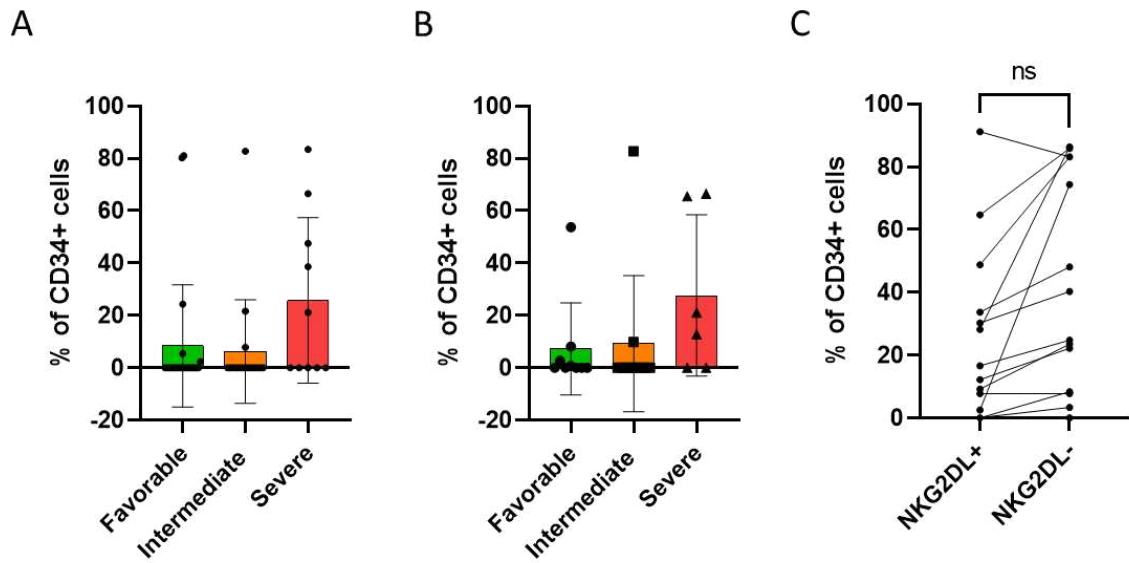 A
% of CD34+ cells
100
80
60
40
20
0
-20
Favorable
Intermediate
Severe
B
% of CD34+ cells
100
80
60
40
20
0
-20
Favorable
Intermediate
Severe
C
ns
% of CD34+ cells
100
80
60
40
20
0
NKG2DL+
NKG2DL-